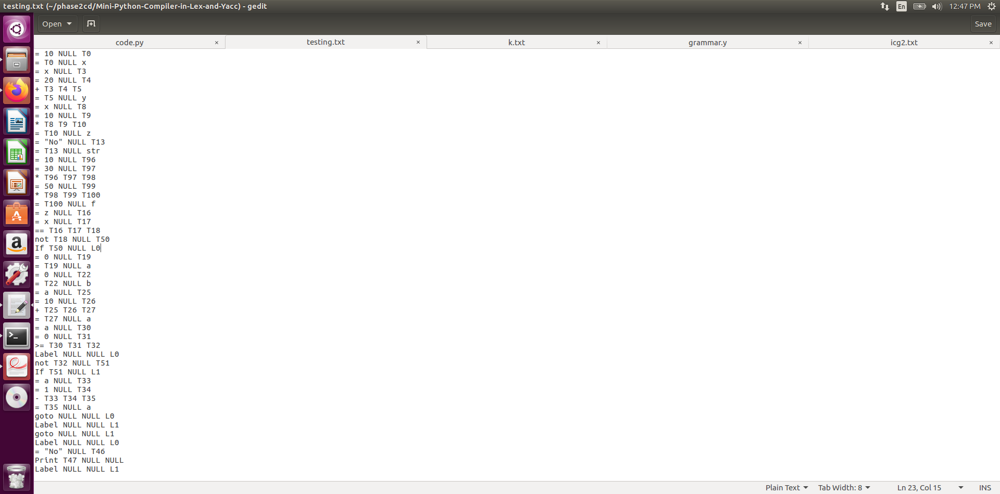 testing.txt (~/phase2cd/Mini-Python-Compiler-in-Lex-and-Yacc) - gedit
En
12:47 PM
Open
Save
code.py × testing.txt × k.txt × grammar.y × icg2.txt ×
= 10 NULL T0
= T0 NULL x
= x NULL T3
= 20 NULL T4
+ T3 T4 T5
= T5 NULL y
= x NULL T8
= 10 NULL T9
* T8 T9 T10
= T10 NULL z
= "No" NULL T13
= T13 NULL str
= 10 NULL T96
= 30 NULL T97
* T96 T97 T98
= 50 NULL T99
* T98 T99 T100
= T100 NULL f
= z NULL T16
= x NULL T17
== T16 T17 T18
not T18 NULL T50
If T50 NULL L0
= 0 NULL T19
= T19 NULL a
= 0 NULL T22
= T22 NULL b
= a NULL T25
= 10 NULL T26
+ T25 T26 T27
= T27 NULL a
= a NULL T30
= 0 NULL T31
>= T30 T31 T32
Label NULL NULL L0
not T32 NULL T51
If T51 NULL L1
= a NULL T33
= 1 NULL T34
- T33 T34 T35
= T35 NULL a
goto NULL NULL L0
Label NULL NULL L1
goto NULL NULL L1
Label NULL NULL L0
= "No" NULL T46
Print T47 NULL NULL
Label NULL NULL L1
Plain Text Tab Width: 8 Ln 23, Col 15 INS